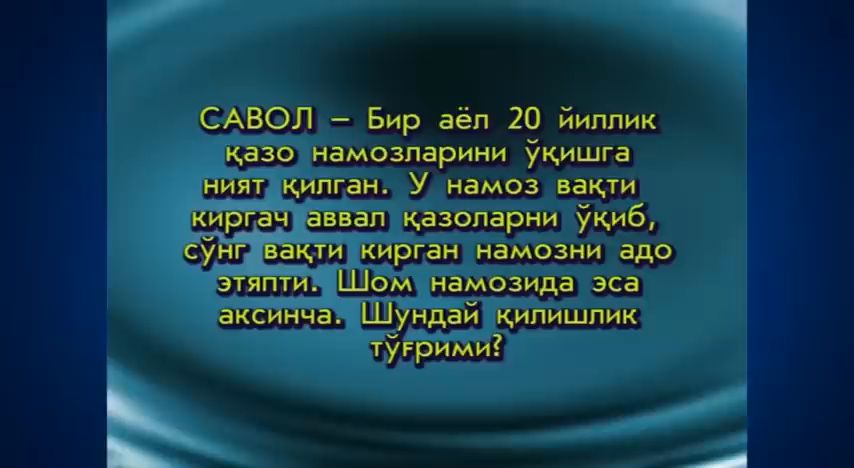 САВОЛ – Бир аёл 20 йиллик
қазо намозларини ўқишга
ният қилган. У намоз вақти
киргач аввал қазоларни ўқиб,
сўнг вақти кирган намозни адо
этяпти. Шом намозида эса
аксинча. Шундай қилишлик
тўғрими?